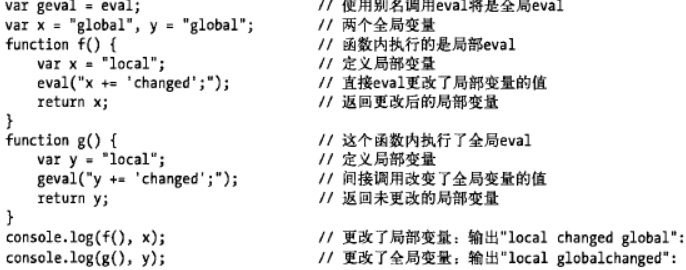 var geval = eval; // 使用别名调用eval将是全局eval
var x = "global", y = "global"; // 两个全局变量
function f() { // 函数内执行的是局部eval
var x = "local"; // 定义局部变量
eval("x += 'changed';"); // 直接eval更改了局部变量的值
return x; // 返回更改后的局部变量
}
function g() { // 这个函数内执行了全局eval
var y = "local"; // 定义局部变量
geval("y += 'changed';"); // 间接调用改变了全局变量的值
return y; // 返回未更改的局部变量
}
console.log(f(), x); // 更改了局部变量：输出"local changed global":
console.log(g(), y); // 更改了全局变量：输出"local globalchanged":